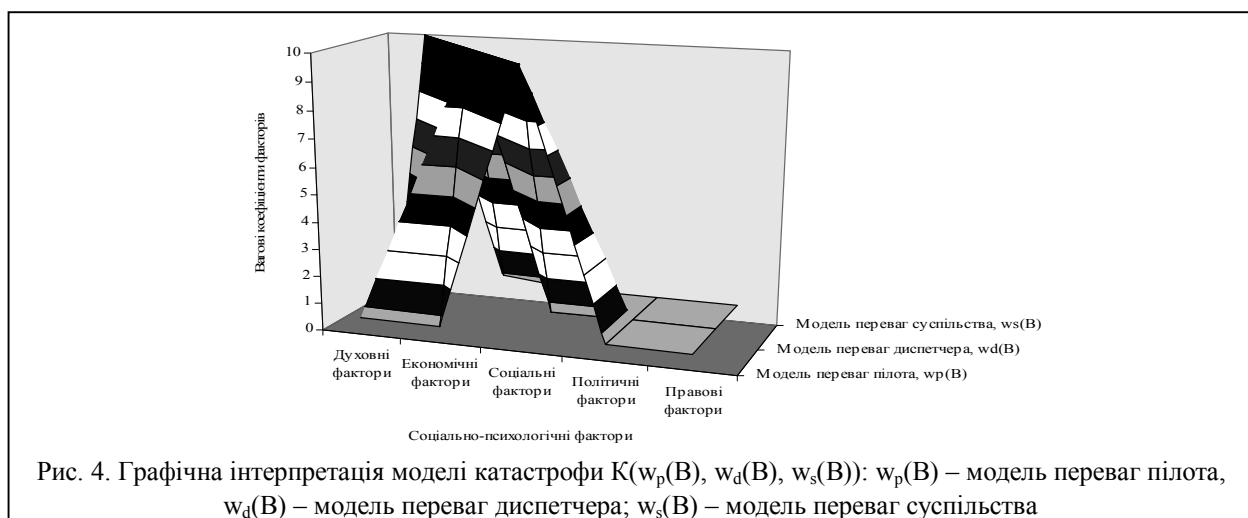 10
9
8
7
6
5
4
3
2
1
0
Вагові коефіцієнти факторів
Духовні
фактори
Економічні
фактори
Соціальні
фактори
Політичні
фактори
Правові
фактори
Соціально-психологічні фактори
Модель переваг суспільства, ws(B)
Модель переваг диспетчера, wd(B)
Модель переваг пілота, wp(B)
Рис. 4. Графічна інтерпретація моделі катастрофи K(wp(B), wd(B), ws(B)): wp(B) – модель переваг пілота,
wd(B) – модель переваг диспетчера; ws(B) – модель переваг суспільства